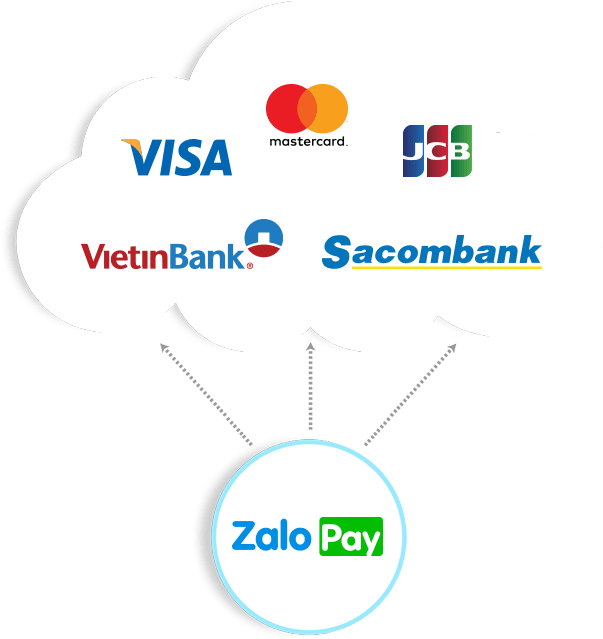 mastercard.
VISA
JCB
VietinBank®
Sacombank
Zalo Pay